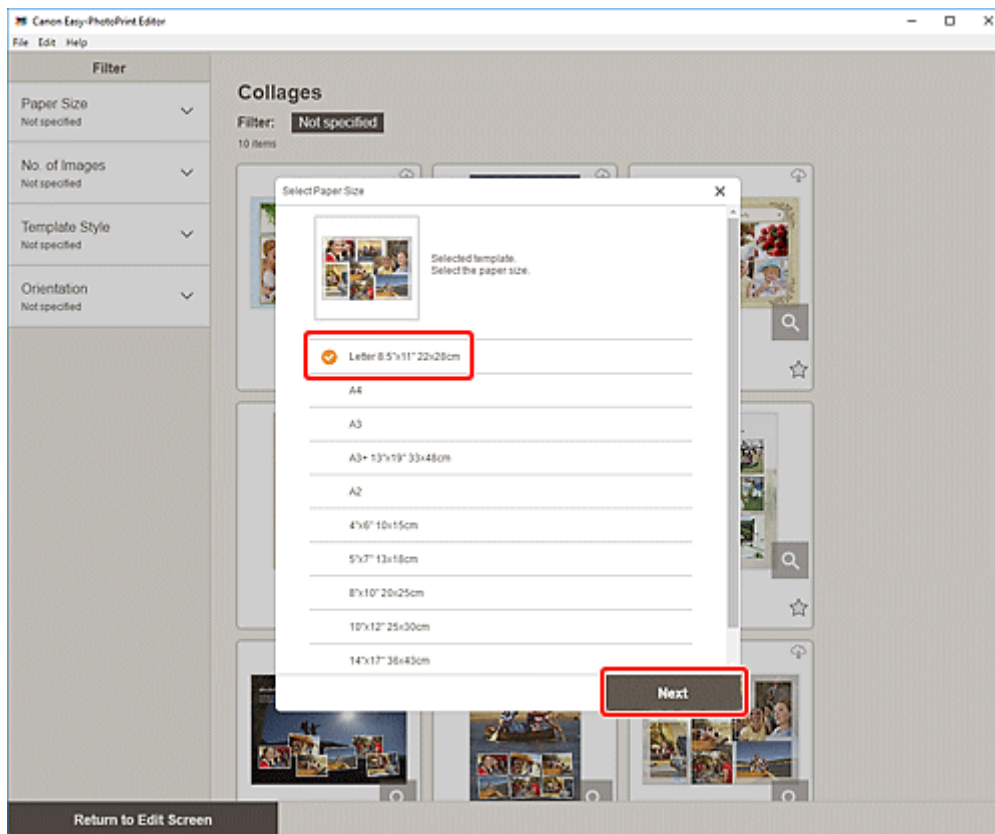 Canon Easy-PhotoPrint Editor
File Edit Help
Filter
Paper Size
Not specified
No. of Images
Not specified
Template Style
Not specified
Orientation
Not specified
Collages
Filter: Not specified
10 items
Select Paper Size
Selected template.
Select the paper size.
Letter 8.5"x11" 22x28cm
A4
A3
A3+ 13"x19" 33x48cm
A2
4"x6" 10x15cm
5"x7" 13x18cm
8"x10" 20x25cm
10"x12" 25x30cm
14"x17" 36x43cm
Next
Return to Edit Screen